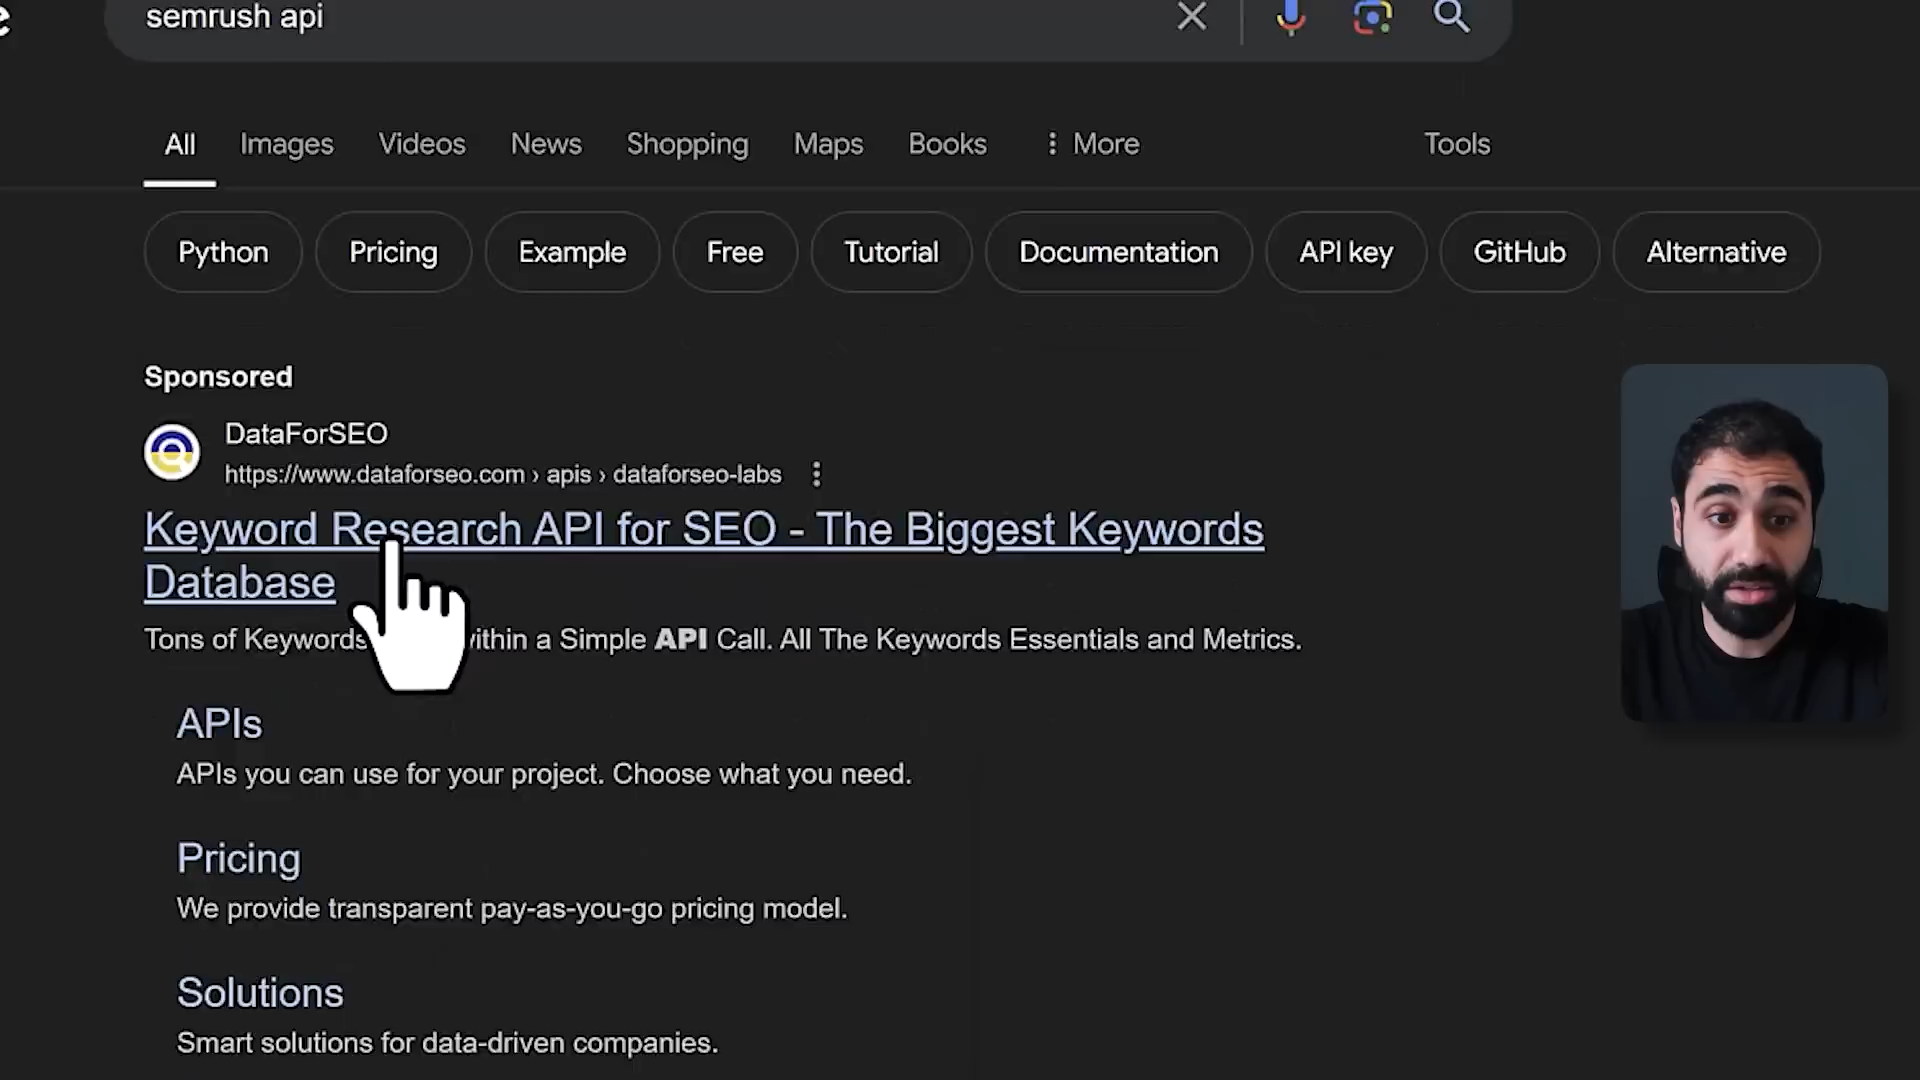 semrush api
All Images Videos News Shopping Maps Books More Tools
Python Pricing Example Free Tutorial Documentation API key GitHub Alternative
Sponsored
DataForSEO
https://www.dataforseo.com › apis › dataforseo-labs
Keyword Research API for SEO - The Biggest Keywords
Database
Tons of Keywords within a Simple API Call. All The Keywords Essentials and Metrics.
APIs
APIs you can use for your project. Choose what you need.
Pricing
We provide transparent pay-as-you-go pricing model.
Solutions
Smart solutions for data-driven companies.